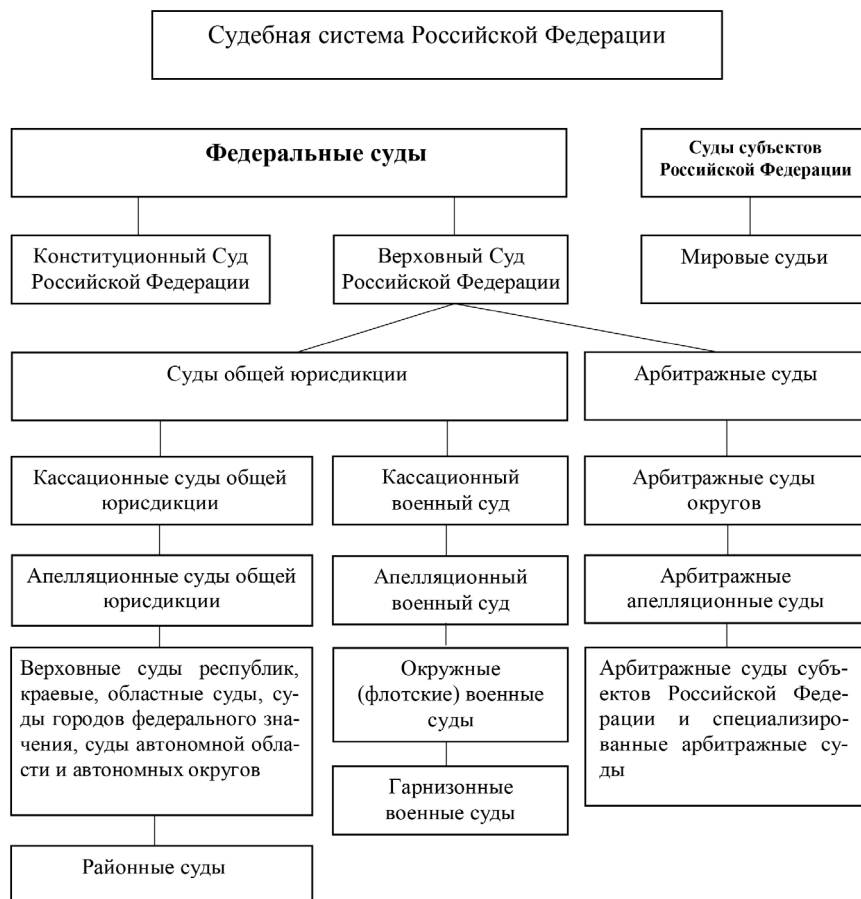 Судебная система Российской Федерации
Федеральные суды
Суды субъектов
Российской Федерации
Конституционный Суд
Российской Федерации
Верховный Суд
Российской Федерации
Мировые судьи
Суды общей юрисдикции
Арбитражные суды
Кассационные суды общей
юрисдикции
Кассационный
военный суд
Арбитражные суды
округов
Апелляционные суды общей
юрисдикции
Апелляционный
военный суд
Арбитражные
апелляционные суды
Верховные суды республик,
краевые, областные суды, су-
ды городов федерального зна-
чения, суды автономной обла-
сти и автономных округов
Окружные
(флотские) военные
суды
Арбитражные суды субъ-
ектов Российской Феде-
рации и специализиро-
ванные арбитражные су-
ды
Гарнизонные
военные суды
Районные суды